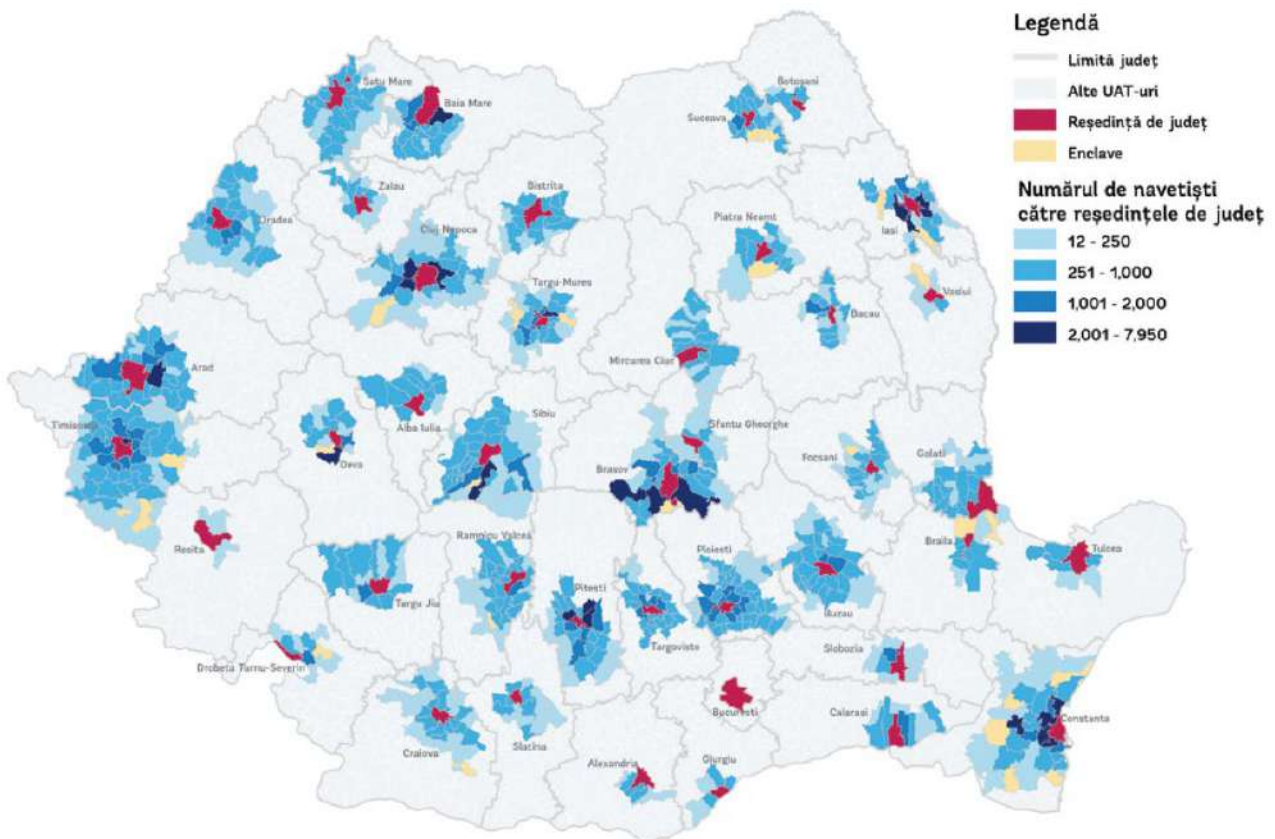 Legendă
Limită județ
Alte UAT-uri
Reședință de județ
Enclave
Numărul de navetiști
către reședințele de județ
12 - 250
251 - 1,000
1,001 - 2,000
2,001 - 7,950
Satu Mare
Baia Mare
Botoșani
Suceava
Zalau
Bistrita
Oradea
Cluj Napoca
Piatra Neamt
Iasi
Targu-Mures
Vaslui
Bacau
Mircurea Ciuc
Arad
Alba Iulia
Sibiu
Sfantu Gheorghe
Timisoara
Deva
Brasov
Focsani
Galati
Resita
Ramnicu Valcea
Ploiesti
Braila
Tulcea
Pitesti
Targu Jiu
Buzau
Targoviste
Drobeta Turnu-Severin
Slobozia
Bucuresti
Calarasi
Constanta
Craiova
Slatina
Alexandria
Giurgiu